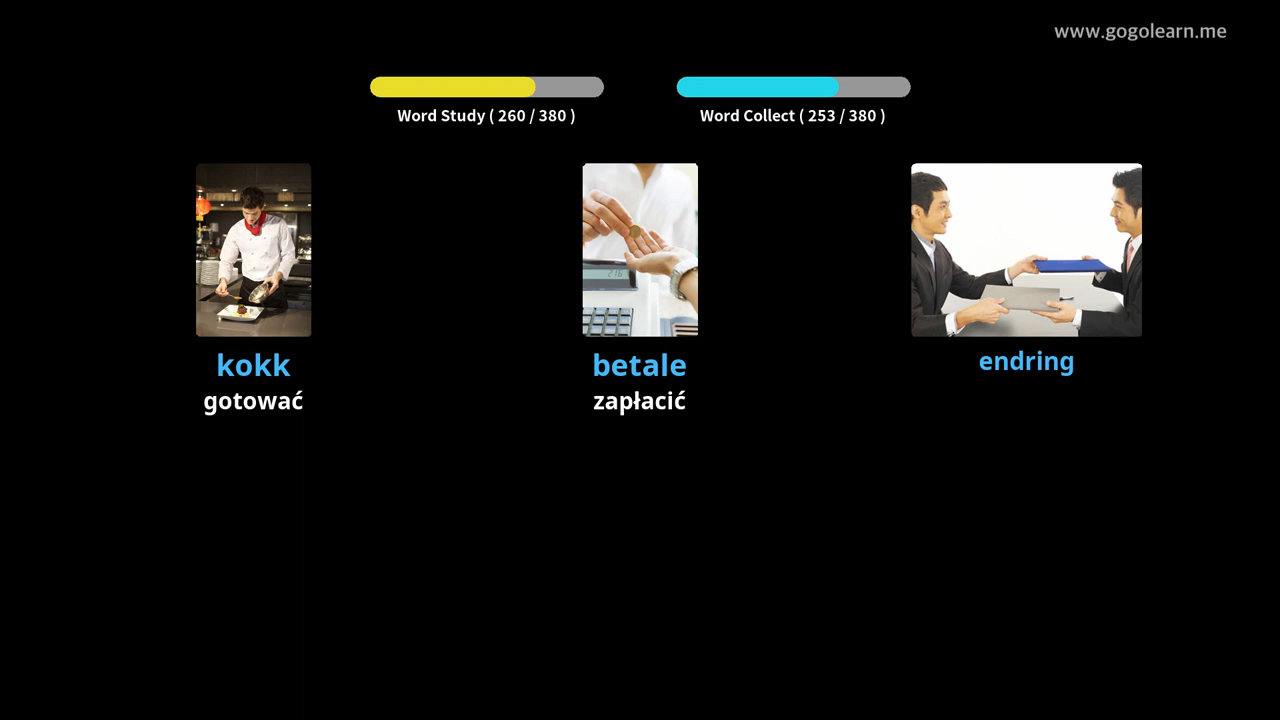 www.gogolearn.me
Word Study ( 260 / 380 )
Word Collect ( 253 / 380 )
kokk
gotować
betale
zapłacić
endring